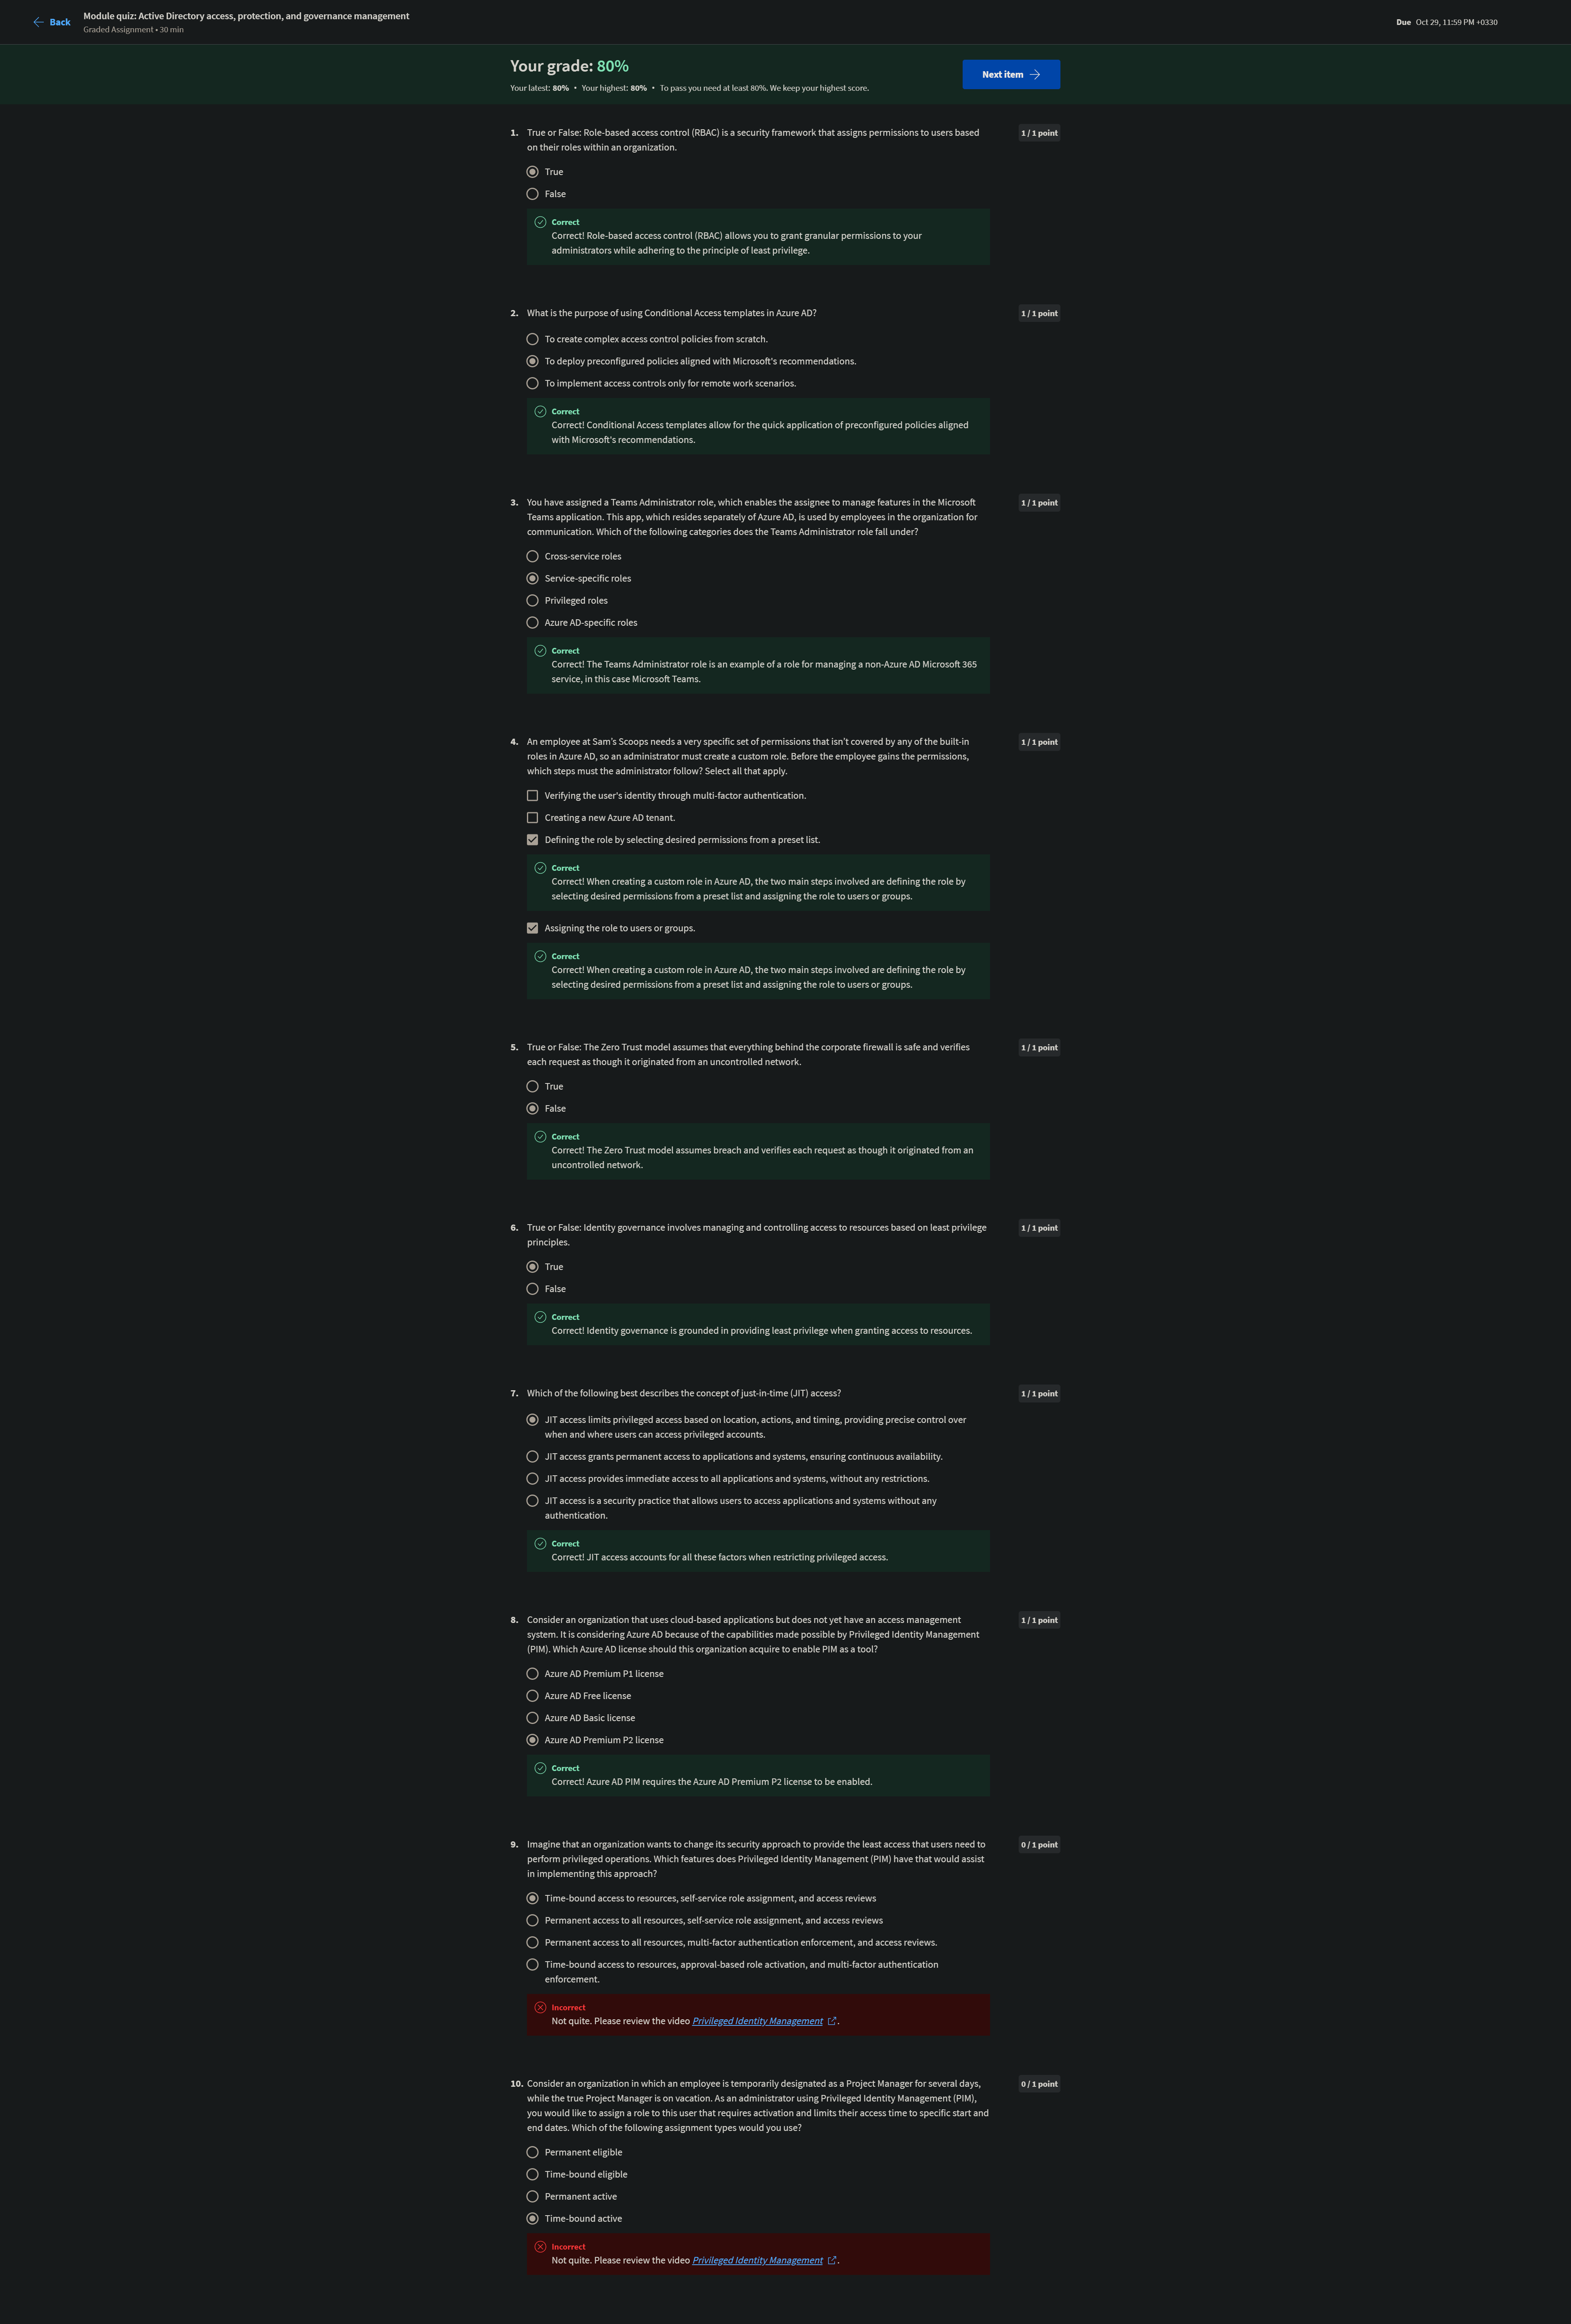 Back
Module quiz: Active Directory access, protection, and governance management
Graded Assignment • 30 min
Due Oct 29, 11:59 PM +0330
Your grade: 80%
Your latest: 80% • Your highest: 80% • To pass you need at least 80%. We keep your highest score.
Next item
1. True or False: Role-based access control (RBAC) is a security framework that assigns permissions to users based
on their roles within an organization.
1 / 1 point
True
False
Correct
Correct! Role-based access control (RBAC) allows you to grant granular permissions to your
administrators while adhering to the principle of least privilege.
2. What is the purpose of using Conditional Access templates in Azure AD?
1 / 1 point
To create complex access control policies from scratch.
To deploy preconfigured policies aligned with Microsoft's recommendations.
To implement access controls only for remote work scenarios.
Correct
Correct! Conditional Access templates allow for the quick application of preconfigured policies aligned
with Microsoft's recommendations.
3. You have assigned a Teams Administrator role, which enables the assignee to manage features in the Microsoft
Teams application. This app, which resides separately of Azure AD, is used by employees in the organization for
communication. Which of the following categories does the Teams Administrator role fall under?
1 / 1 point
Cross-service roles
Service-specific roles
Privileged roles
Azure AD-specific roles
Correct
Correct! The Teams Administrator role is an example of a role for managing a non-Azure AD Microsoft 365
service, in this case Microsoft Teams.
4. An employee at Sam's Scoops needs a very specific set of permissions that isn't covered by any of the built-in
roles in Azure AD, so an administrator must create a custom role. Before the employee gains the permissions,
which steps must the administrator follow? Select all that apply.
1 / 1 point
Verifying the user's identity through multi-factor authentication.
Creating a new Azure AD tenant.
Defining the role by selecting desired permissions from a preset list.
Correct
Correct! When creating a custom role in Azure AD, the two main steps involved are defining the role by
selecting desired permissions from a preset list and assigning the role to users or groups.
Assigning the role to users or groups.
Correct
Correct! When creating a custom role in Azure AD, the two main steps involved are defining the role by
selecting desired permissions from a preset list and assigning the role to users or groups.
5. True or False: The Zero Trust model assumes that everything behind the corporate firewall is safe and verifies
each request as though it originated from an uncontrolled network.
1 / 1 point
True
False
Correct
Correct! The Zero Trust model assumes breach and verifies each request as though it originated from an
uncontrolled network.
6. True or False: Identity governance involves managing and controlling access to resources based on least privilege
principles.
1 / 1 point
True
False
Correct
Correct! Identity governance is grounded in providing least privilege when granting access to resources.
7. Which of the following best describes the concept of just-in-time (JIT) access?
1 / 1 point
JIT access limits privileged access based on location, actions, and timing, providing precise control over
when and where users can access privileged accounts.
JIT access grants permanent access to applications and systems, ensuring continuous availability.
JIT access provides immediate access to all applications and systems, without any restrictions.
JIT access is a security practice that allows users to access applications and systems without any
authentication.
Correct
Correct! JIT access accounts for all these factors when restricting privileged access.
8. Consider an organization that uses cloud-based applications but does not yet have an access management
system. It is considering Azure AD because of the capabilities made possible by Privileged Identity Management
(PIM). Which Azure AD license should this organization acquire to enable PIM as a tool?
1 / 1 point
Azure AD Premium P1 license
Azure AD Free license
Azure AD Basic license
Azure AD Premium P2 license
Correct
Correct! Azure AD PIM requires the Azure AD Premium P2 license to be enabled.
9. Imagine that an organization wants to change its security approach to provide the least access that users need to
perform privileged operations. Which features does Privileged Identity Management (PIM) have that would assist
in implementing this approach?
0 / 1 point
Time-bound access to resources, self-service role assignment, and access reviews
Permanent access to all resources, self-service role assignment, and access reviews
Permanent access to all resources, multi-factor authentication enforcement, and access reviews.
Time-bound access to resources, approval-based role activation, and multi-factor authentication
enforcement.
Incorrect
Not quite. Please review the video Privileged Identity Management .
10. Consider an organization in which an employee is temporarily designated as a Project Manager for several days,
while the true Project Manager is on vacation. As an administrator using Privileged Identity Management (PIM),
you would like to assign a role to this user that requires activation and limits their access time to specific start and
end dates. Which of the following assignment types would you use?
0 / 1 point
Permanent eligible
Time-bound eligible
Permanent active
Time-bound active
Incorrect
Not quite. Please review the video Privileged Identity Management .